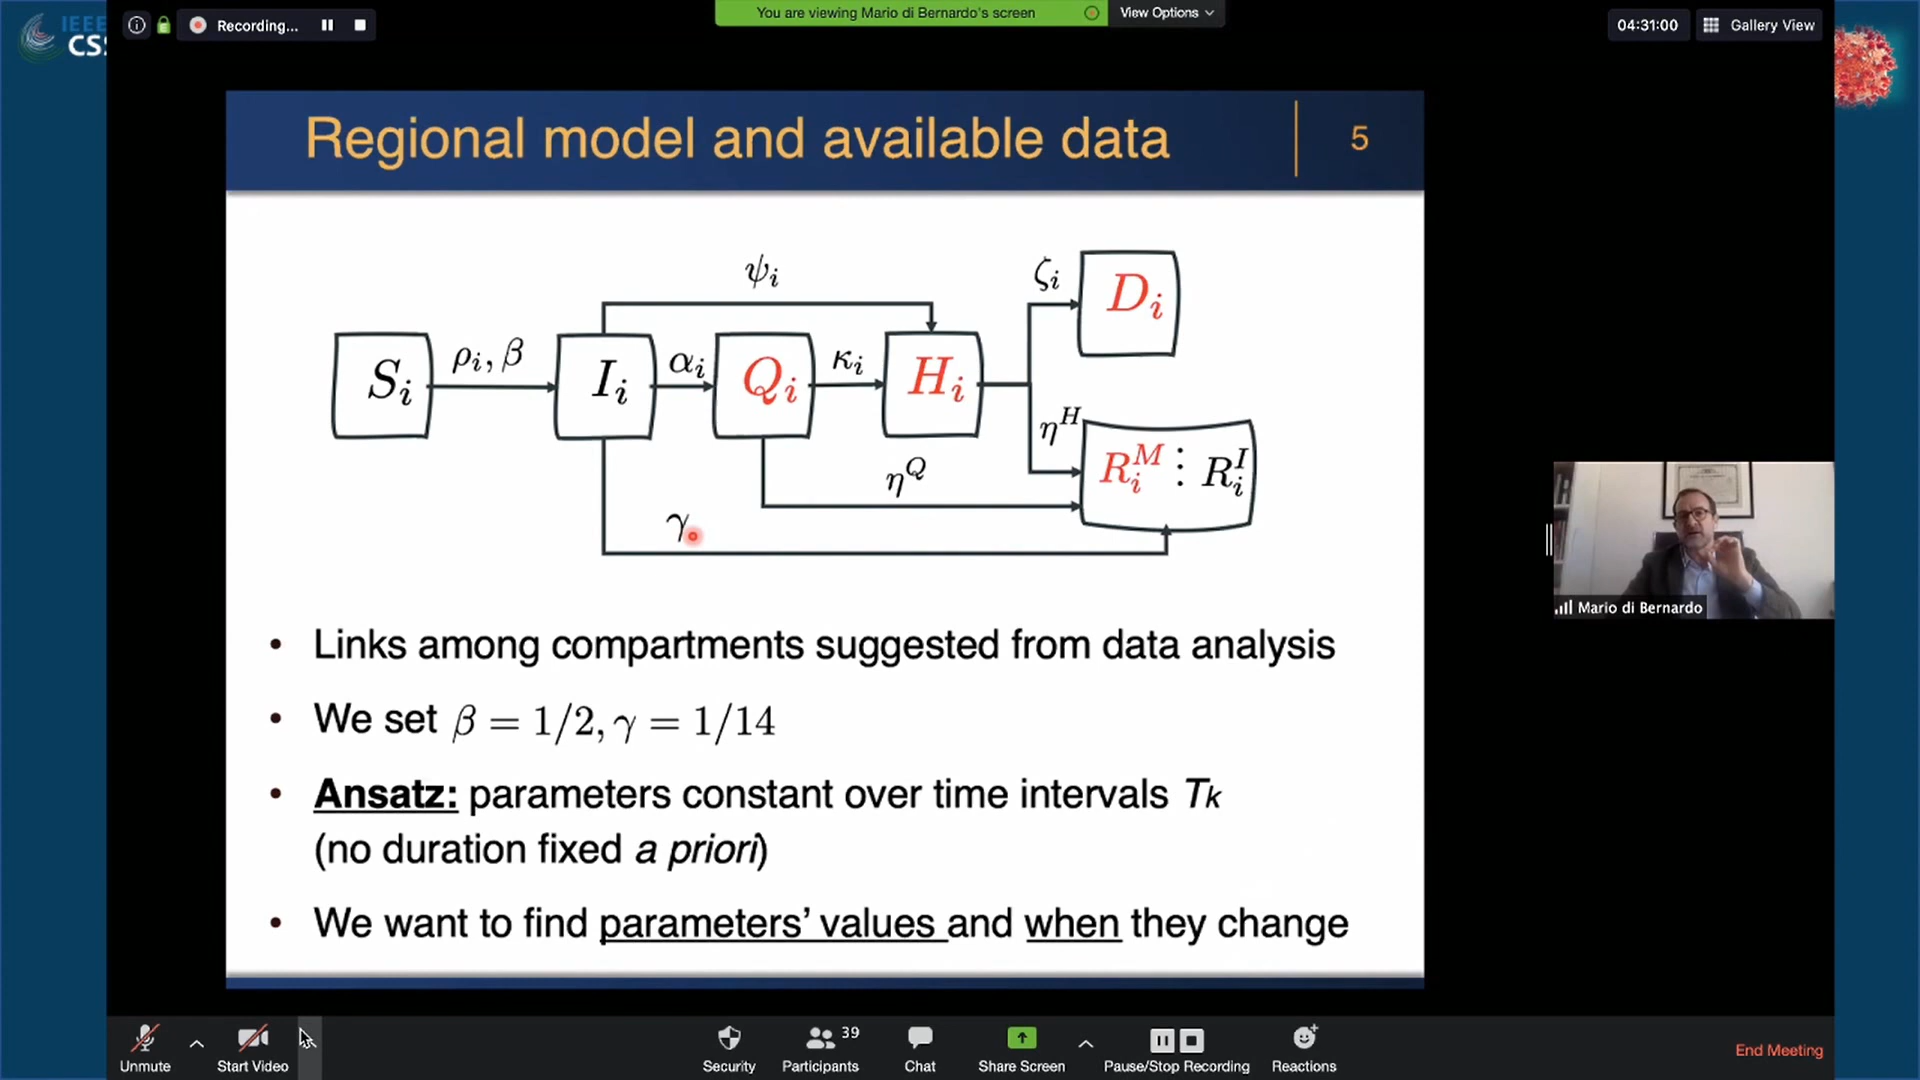 IEEE
CSS
Recording...
You are viewing Mario di Bernardo's screen
View Options
04:31:00
Gallery View
Regional model and available data
5
ψᵢ
ζᵢ
Dᵢ
Sᵢ
ρᵢ, β
Iᵢ
αᵢ
Qᵢ
κᵢ
Hᵢ
η^H
R_i^M ⋮ R_i^I
η^Q
γ
• Links among compartments suggested from data analysis
• We set β = 1/2, γ = 1/14
• Ansatz: parameters constant over time intervals Tk
(no duration fixed a priori)
• We want to find parameters’ values and when they change
Mario di Bernardo
Unmute
Start Video
Security
39
Participants
Chat
Share Screen
Pause/Stop Recording
Reactions
End Meeting